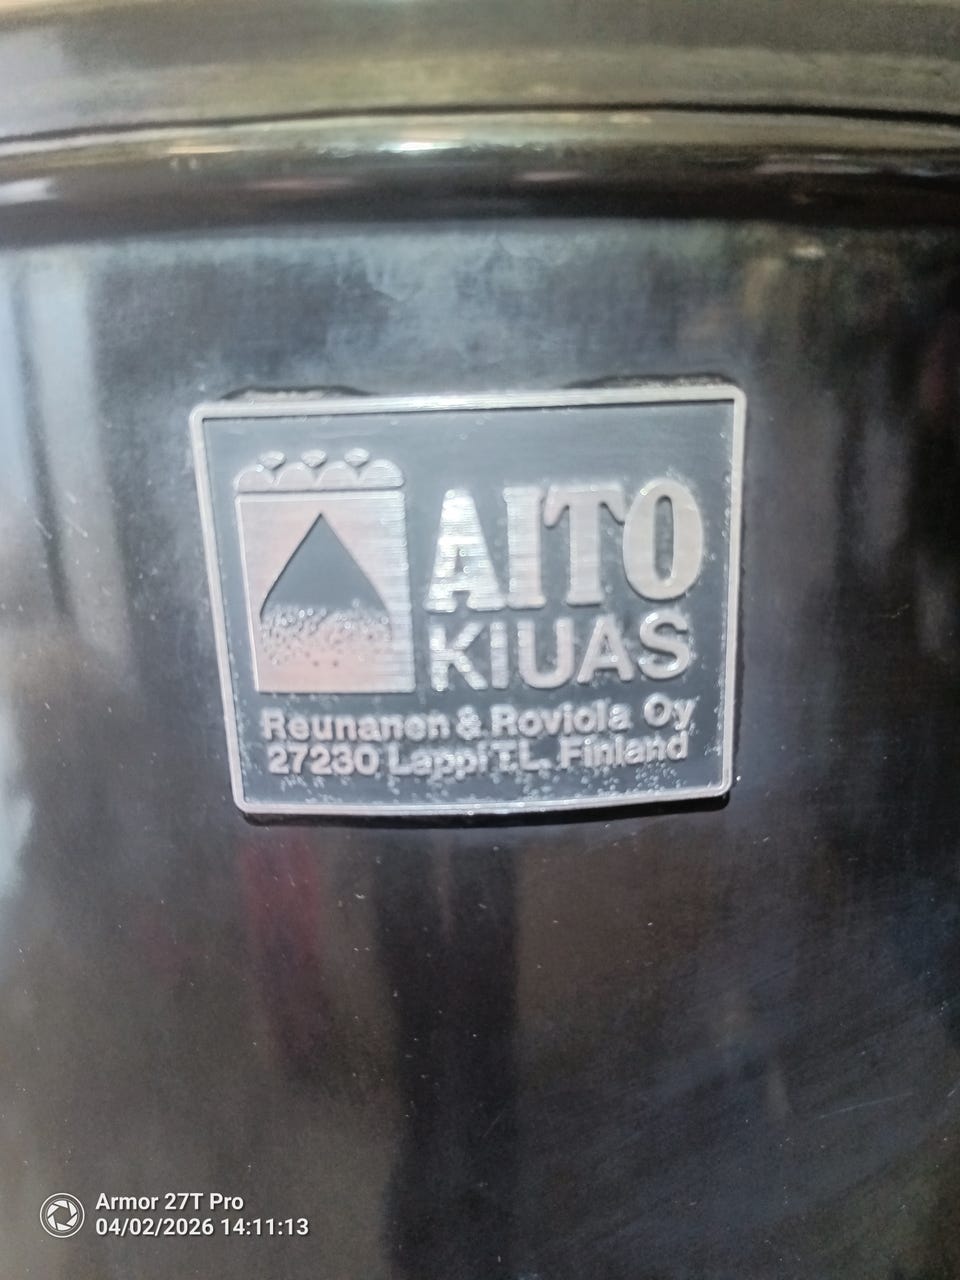 AITO
KIUAS
Reunanen & Roviola Oy
27230 Lappi T.L. Finland
Armor 27T Pro
04/02/2026 14:11:13